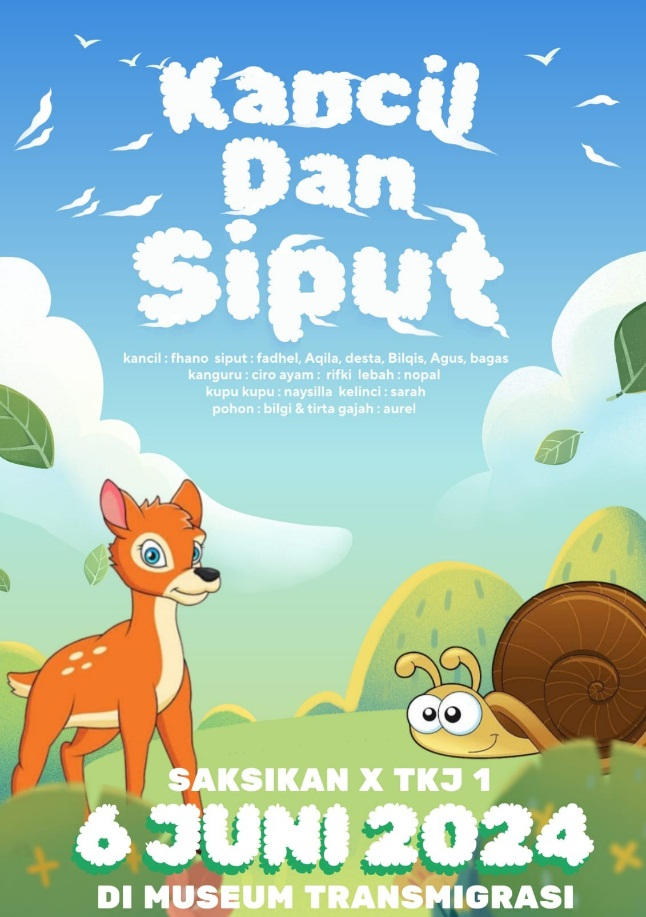 Kancil
Dan
Siput
kancil : fhano siput : fadhel, Aqila, desta, Bilqis, Agus, bagas
kanguru : ciro ayam : rifki lebah : nopal
kupu kupu : naysilla kelinci : sarah
pohon : bilgi & tirta gajah : aurel
SAKSIKAN X TKJ 1
6 JUNI 2024
DI MUSEUM TRANSMIGRASI